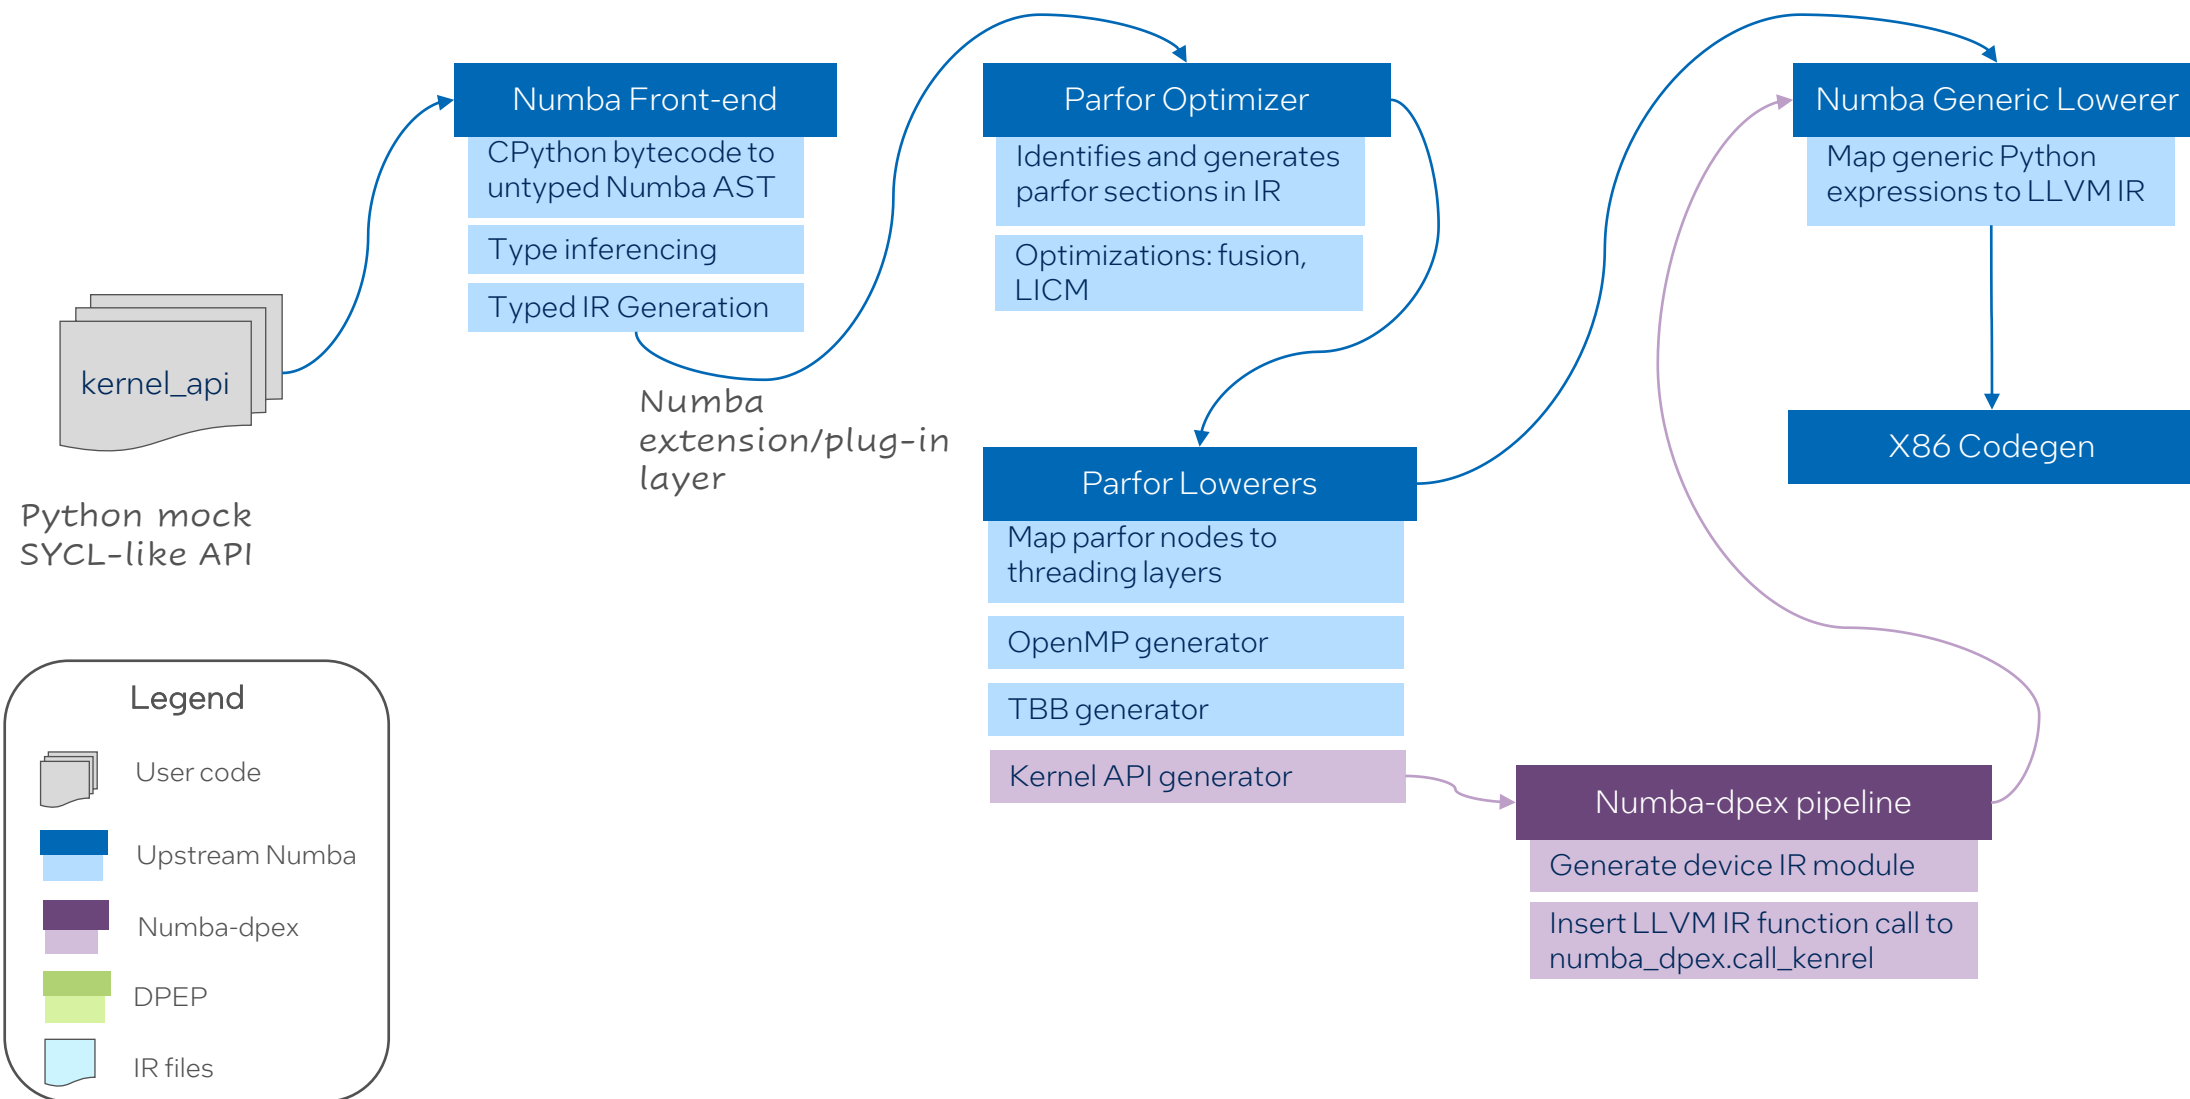 Numba Front-end
CPython bytecode to
untyped Numba AST
Type inferencing
Typed IR Generation
kernel_api
Python mock
SYCL-like API
Numba
extension/plug-in
layer
Parfor Optimizer
Identifies and generates
parfor sections in IR
Optimizations: fusion,
LICM
Parfor Lowerers
Map parfor nodes to
threading layers
OpenMP generator
TBB generator
Kernel API generator
Numba-dpex pipeline
Generate device IR module
Insert LLVM IR function call to
numba_dpex.call_kenrel
Numba Generic Lowerer
Map generic Python
expressions to LLVM IR
X86 Codegen
Legend
User code
Upstream Numba
Numba-dpex
DPEP
IR files